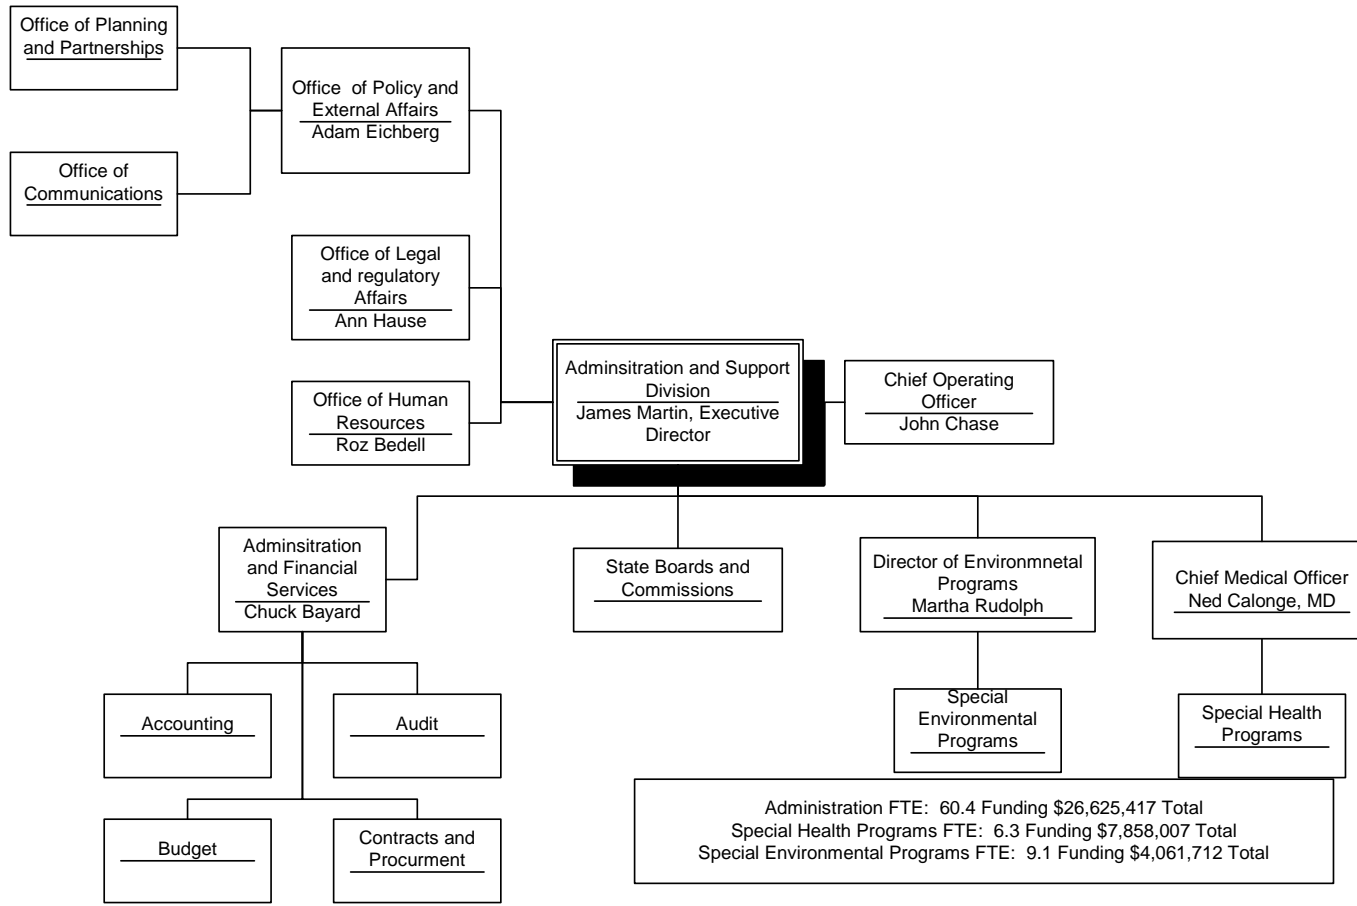 Office of Planning
and Partnerships
Office  of Policy and
External Affairs
Adam Eichberg
Office of
Communications
Office of Legal
and regulatory
Affairs
Ann Hause
Office of Human
Resources
Roz Bedell
Adminsitration and Support
Division
James Martin, Executive
Director
Chief Operating
Officer
John Chase
Adminsitration
and Financial
Services
Chuck Bayard
State Boards and
Commissions
Director of Environmnetal
Programs
Martha Rudolph
Chief Medical Officer
Ned Calonge, MD
Accounting
Audit
Special
Environmental
Programs
Special Health
Programs
Budget
Contracts and
Procurment
Administration FTE:  60.4 Funding $26,625,417 Total
Special Health Programs FTE:  6.3 Funding $7,858,007 Total
Special Environmental Programs FTE:  9.1 Funding $4,061,712 Total